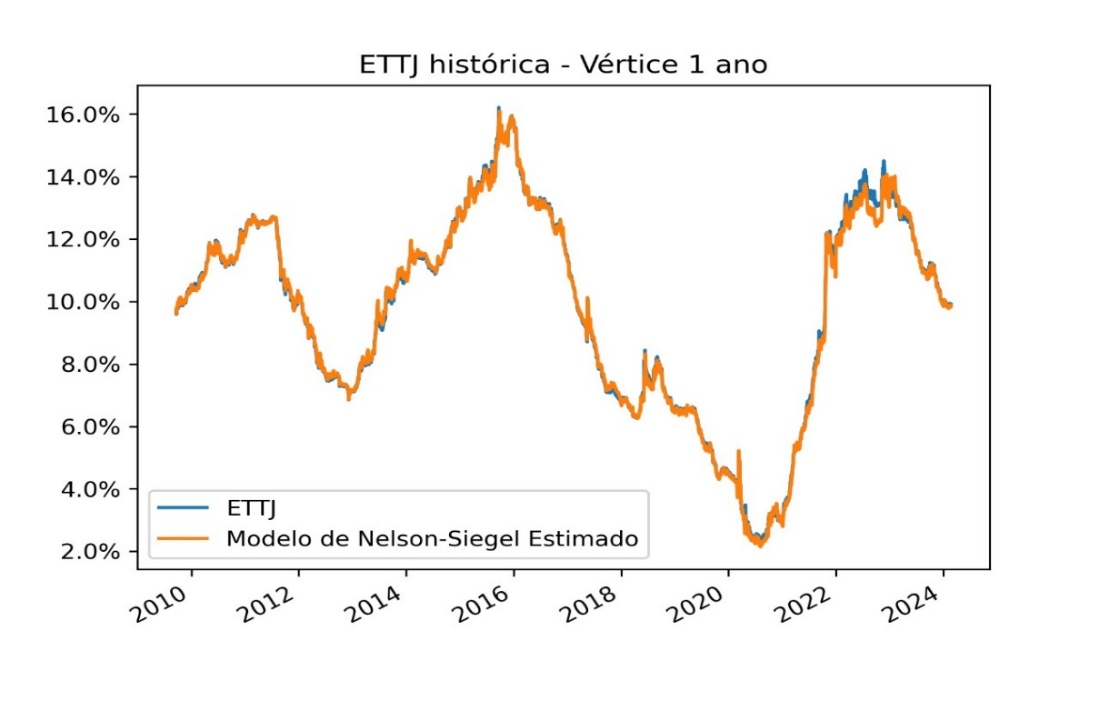 ETTJ histórica - Vértice 1 ano
16.0%
14.0%
12.0%
10.0%
8.0%
6.0%
4.0%
2.0%
ETTJ
Modelo de Nelson-Siegel Estimado
2010 2012 2014 2016 2018 2020 2022 2024